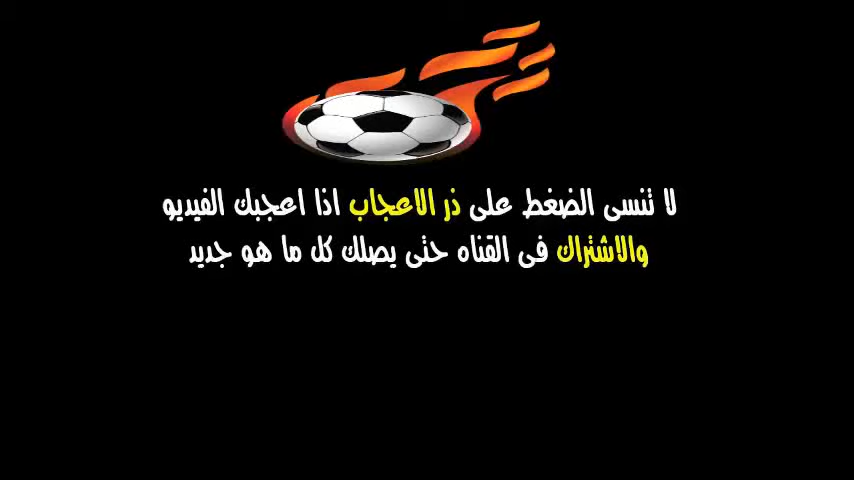 لا تنسى الضغط على ذر الاعجاب اذا اعجبك الفيديو
والاشتراك فى القناه حتى يصلك كل ما هو جديد